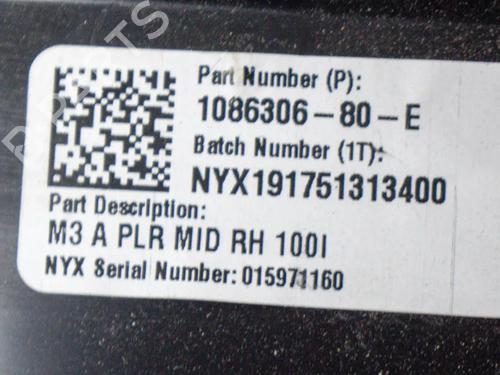 Part Number (P):
1086306-80-E
Batch Number (1T):
NYX191751313400
Part Description:
M3 A PLR MID RH 100I
NYX Serial Number: 015971160